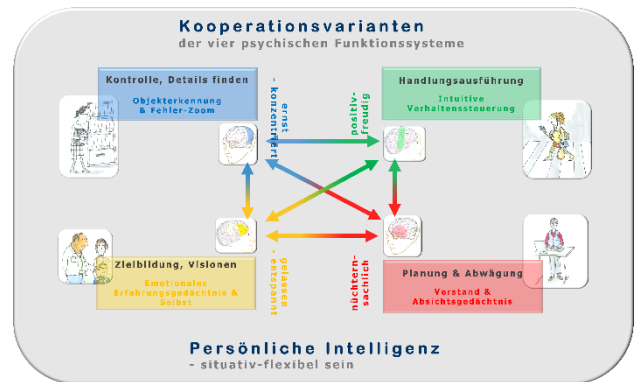 Kooperationsvarianten
der vier psychischen Funktionssysteme
Kontrolle, Details finden
Objekterkennung
& Fehler-Zoom
ernst
- konzentriert
positiv-
freudig
Handlungsausführung
Intuitive
Verhaltenssteuerung
Zielbildung, Visionen
Emotionales
Erfahrungsgedächtnis &
Selbst
gelassen
-entspannt
nüchtern-
sachlich
Planung & Abwägung
Verstand &
Absichtsgedächtnis
Persönliche Intelligenz
- situativ-flexibel sein